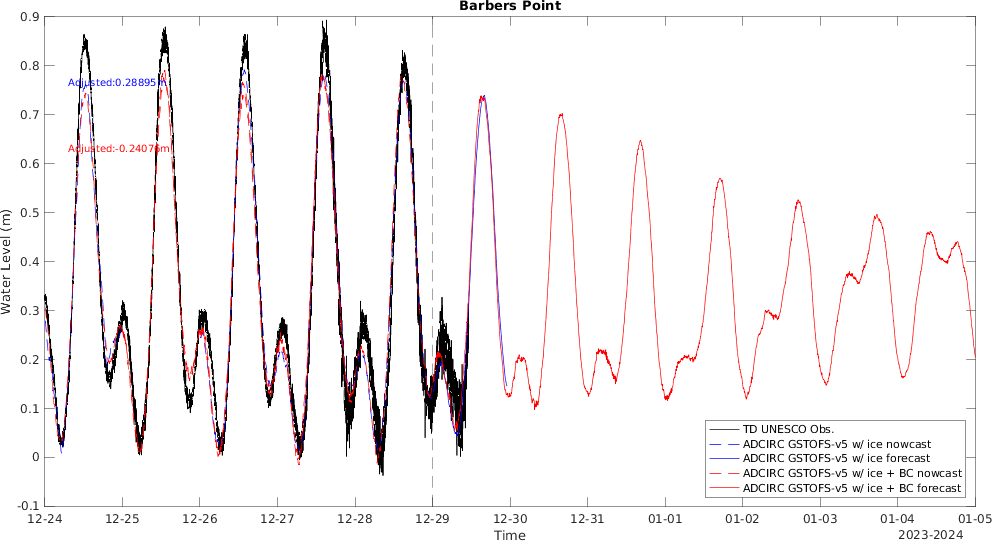 Barbers Point
0.9
0.8
0.7
0.6
0.5
0.4
0.3
0.2
0.1
0
-0.1
Water Level (m)
Adjusted:0.28895m
Adjusted:-0.24076m
TD UNESCO Obs.
ADCIRC GSTOFS-v5 w/ ice nowcast
ADCIRC GSTOFS-v5 w/ ice forecast
ADCIRC GSTOFS-v5 w/ ice + BC nowcast
ADCIRC GSTOFS-v5 w/ ice + BC forecast
12-24 12-25 12-26 12-27 12-28 12-29 12-30 12-31 01-01 01-02 01-03 01-04 01-05
Time
2023-2024